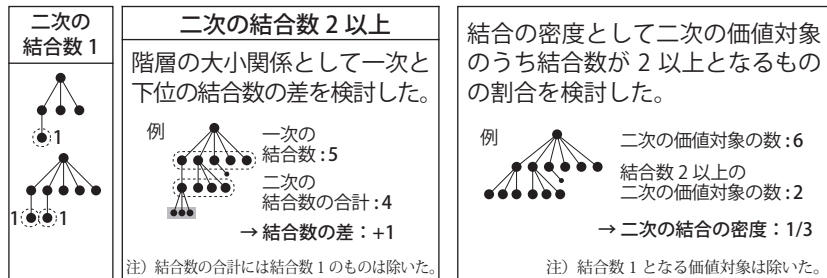 二次の
結合数 1
1
1
1
二次の結合数 2 以上
階層の大小関係として一次と
下位の結合数の差を検討した。
例
一次の
結合数 : 5
二次の
結合数の合計 : 4
→ 結合数の差：+1
注）結合数の合計には結合数 1 のものは除いた。
結合の密度として二次の価値対象
のうち結合数が 2 以上となるもの
の割合を検討した。
例
二次の価値対象の数 : 6
結合数 2 以上の
二次の価値対象の数 : 2
→ 二次の結合の密度：1/3
注）結合数 1 となる価値対象は除いた。